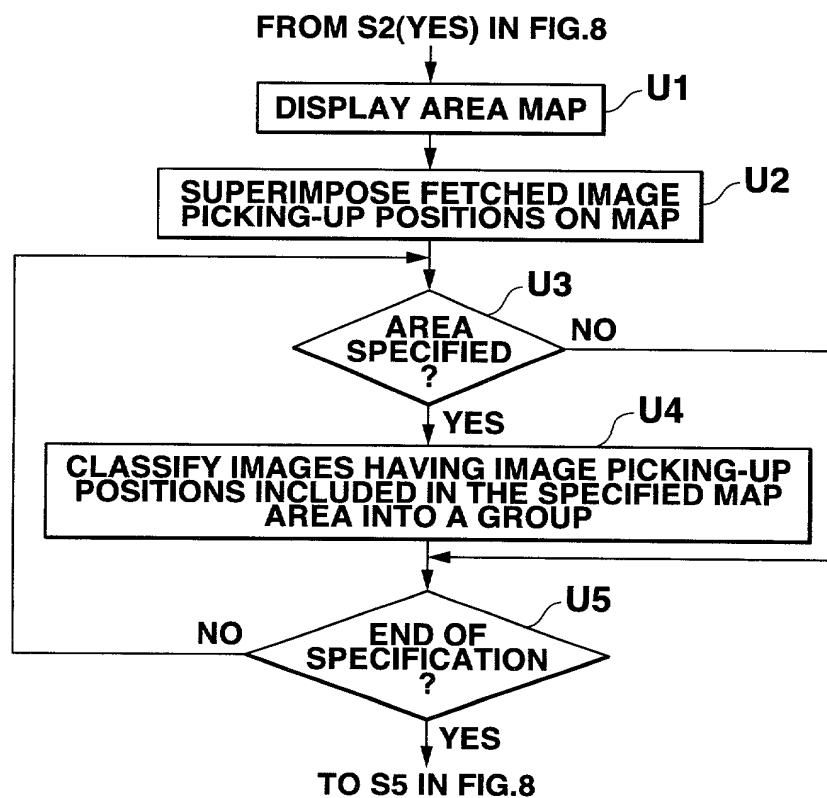 FROM S2(YES) IN FIG.8
U1
DISPLAY AREA MAP
U2
SUPERIMPOSE FETCHED IMAGE
PICKING-UP POSITIONS ON MAP
U3
AREA
SPECIFIED
?
NO
YES
U4
CLASSIFY IMAGES HAVING IMAGE PICKING-UP
POSITIONS INCLUDED IN THE SPECIFIED MAP
AREA INTO A GROUP
U5
NO
END OF
SPECIFICATION
?
YES
TO S5 IN FIG.8